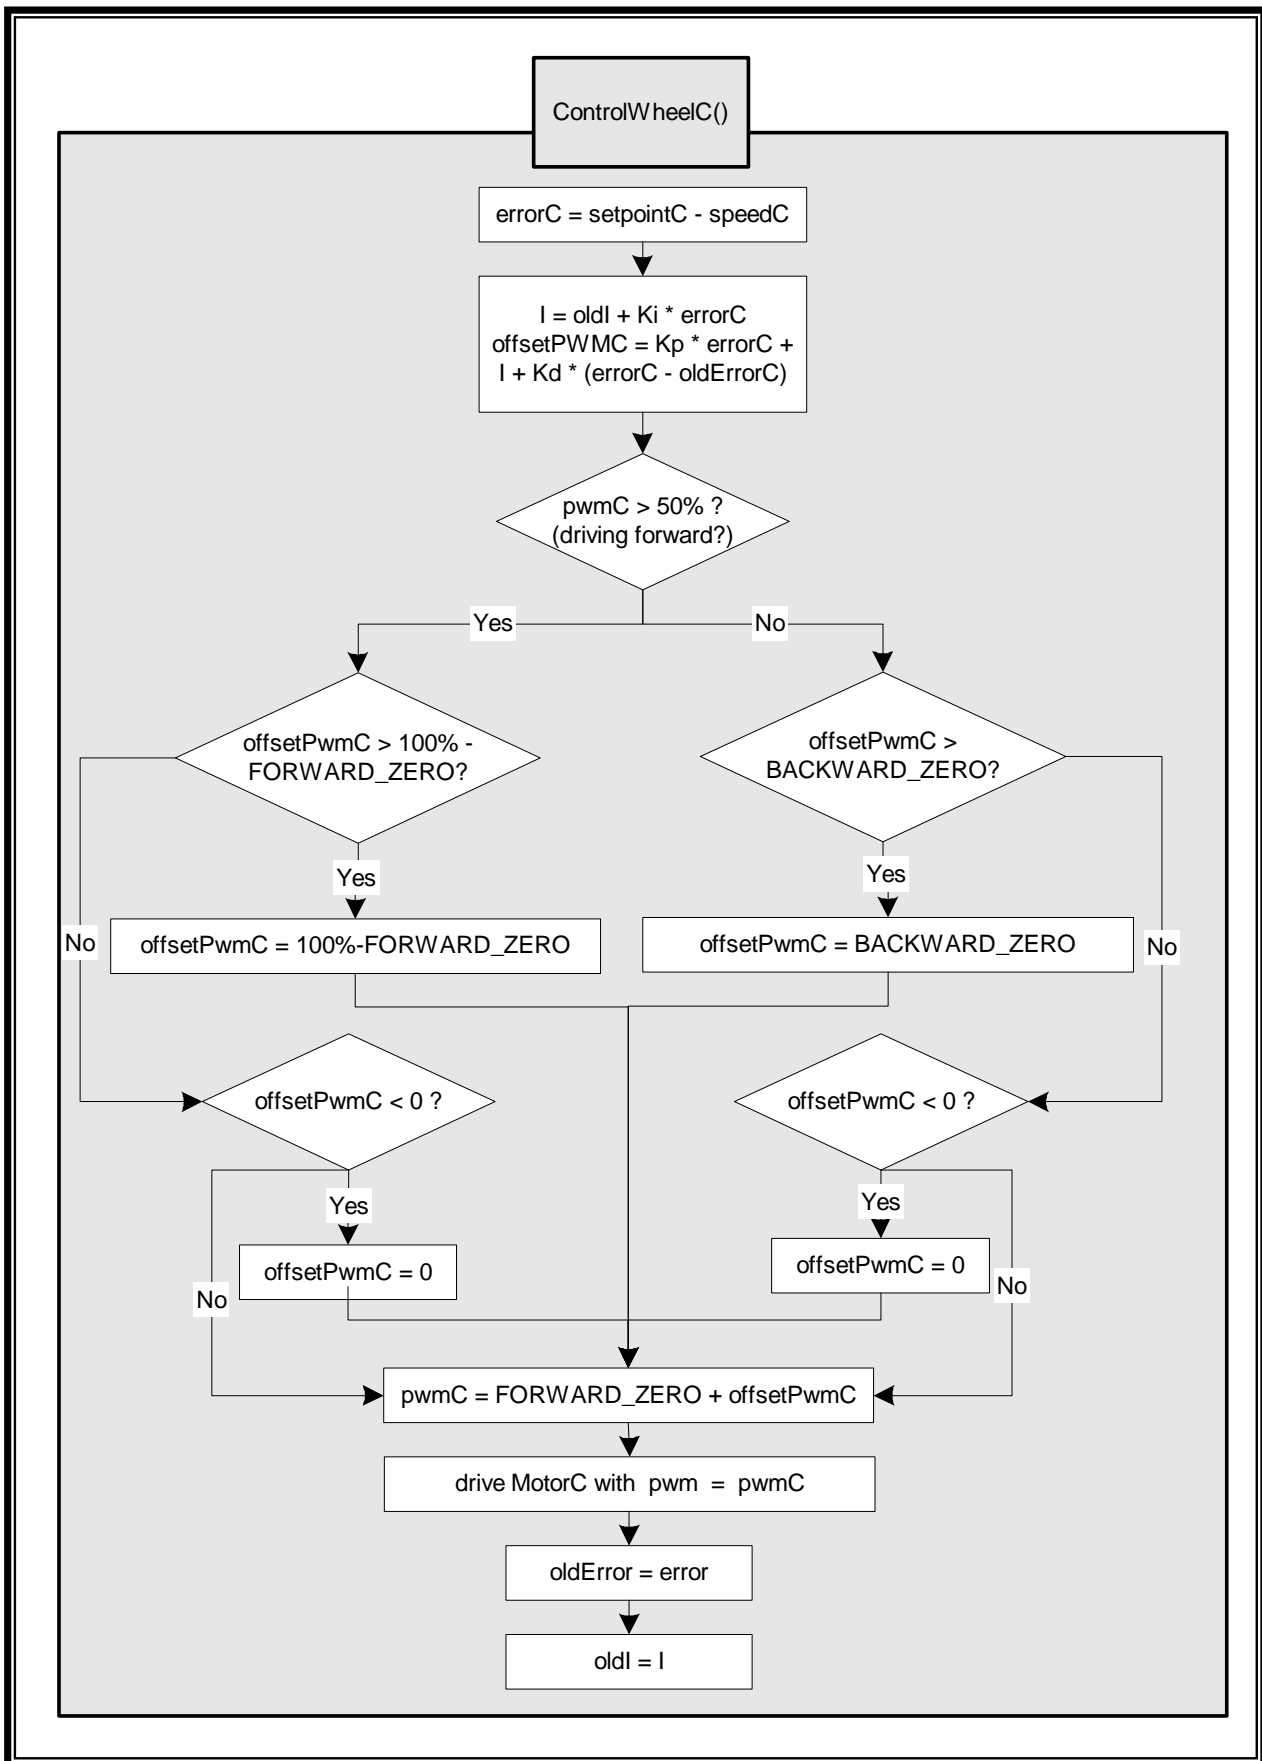 ControlWheelC()
errorC = setpointC - speedC
I = oldI + Ki * errorC
offsetPWMC = Kp * errorC +
I + Kd * (errorC - oldErrorC)
pwmC > 50% ?
(driving forward?)
Yes
No
offsetPwmC > 100% -
FORWARD_ZERO?
offsetPwmC >
BACKWARD_ZERO?
Yes
Yes
No
offsetPwmC = 100%-FORWARD_ZERO
offsetPwmC = BACKWARD_ZERO
No
offsetPwmC < 0 ?
offsetPwmC < 0 ?
Yes
Yes
offsetPwmC = 0
offsetPwmC = 0
No
No
pwmC = FORWARD_ZERO + offsetPwmC
drive MotorC with pwm = pwmC
oldError = error
oldI = I